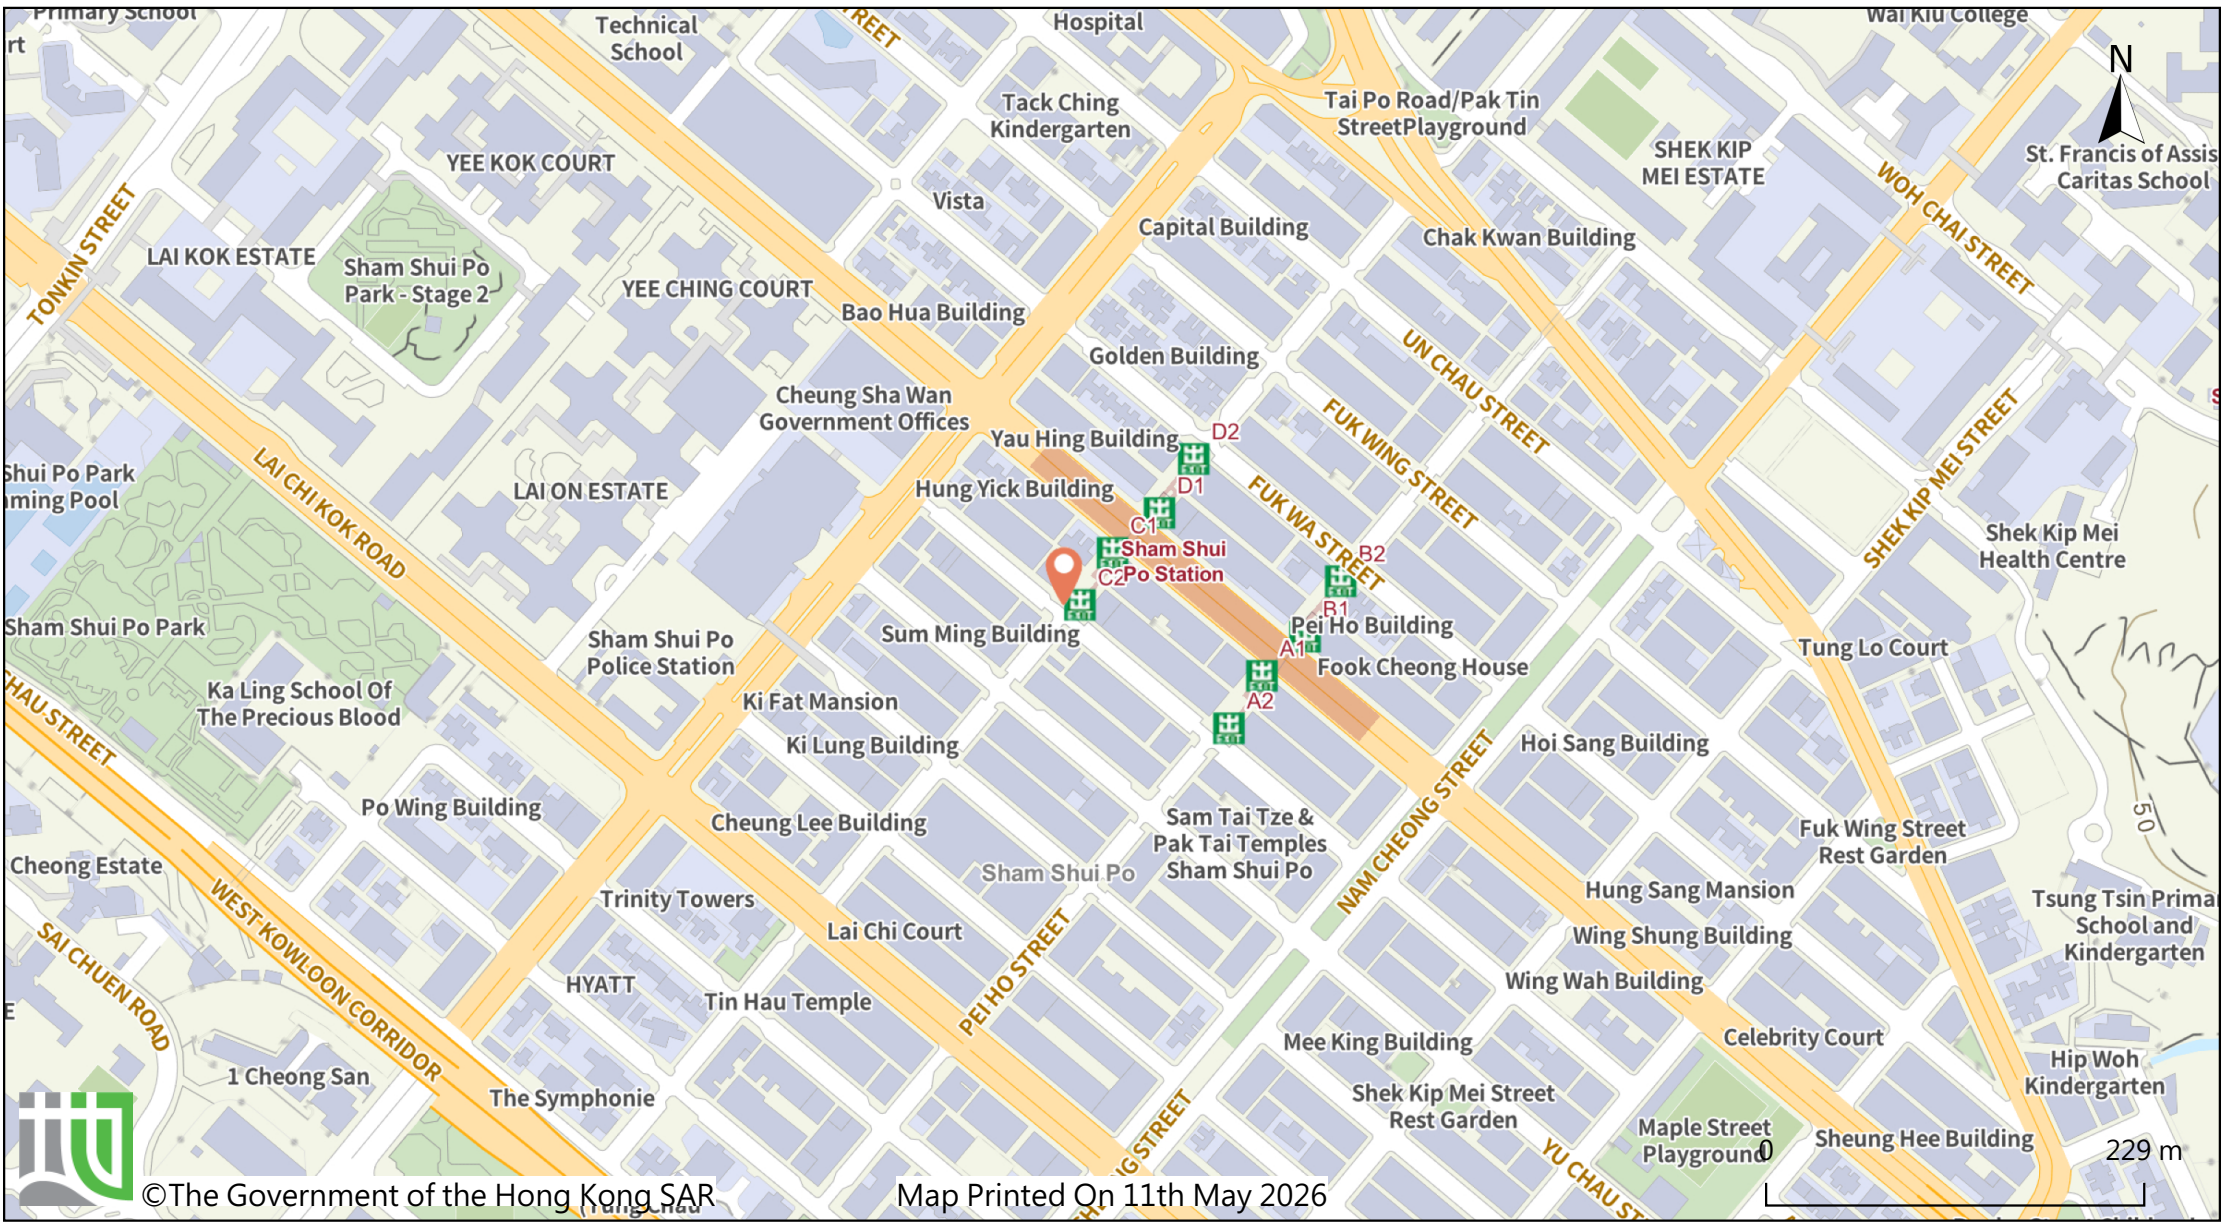 Primary School
Technical
School
Hospital
Wai Kiu College
N
Tack Ching
Kindergarten
Tai Po Road/Pak Tin
StreetPlayground
SHEK KIP
MEI ESTATE
St. Francis of Assis
Caritas School
YEE KOK COURT
WOH CHAI STREET
TONKIN STREET
Vista
Capital Building
Chak Kwan Building
LAI KOK ESTATE
Sham Shui Po
Park - Stage 2
YEE CHING COURT
Bao Hua Building
Golden Building
UN CHAU STREET
Cheung Sha Wan
Government Offices
FUK WING STREET
SHEK KIP MEI STREET
Yau Hing Building
D2
LAI CHI KOK ROAD
Shui Po Park
LAI ON ESTATE
Hung Yick Building
D1
FUK WA STREET
C1
Sham Shui
Po Station
C2
B2
Shek Kip Mei
Health Centre
B1
Pei Ho Building
Sham Shui Po Park
Sham Shui Po
Police Station
Sum Ming Building
A1
Fook Cheong House
Tung Lo Court
Ka Ling School Of
The Precious Blood
CHAU STREET
Ki Fat Mansion
A2
EXIT
Ki Lung Building
Hoi Sang Building
NAM CHEONG STREET
Po Wing Building
Cheung Lee Building
Sam Tai Tze &
Pak Tai Temples
Sham Shui Po
Fuk Wing Street
Rest Garden
50
Cheong Estate
Sham Shui Po
Trinity Towers
Hung Sang Mansion
Tsung Tsin Primar
School and
Kindergarten
WEST KOWLOON CORRIDOR
SAI CHUEN ROAD
Lai Chi Court
PEI HO STREET
Wing Shung Building
HYATT
Tin Hau Temple
Wing Wah Building
Mee King Building
Celebrity Court
1 Cheong San
Hip Woh
Kindergarten
The Symphonie
Shek Kip Mei Street
Rest Garden
Maple Street
Playground
Sheung Hee Building
YU CHAU ST
0
229 m
©The Government of the Hong Kong SAR
Map Printed On 11th May 2026